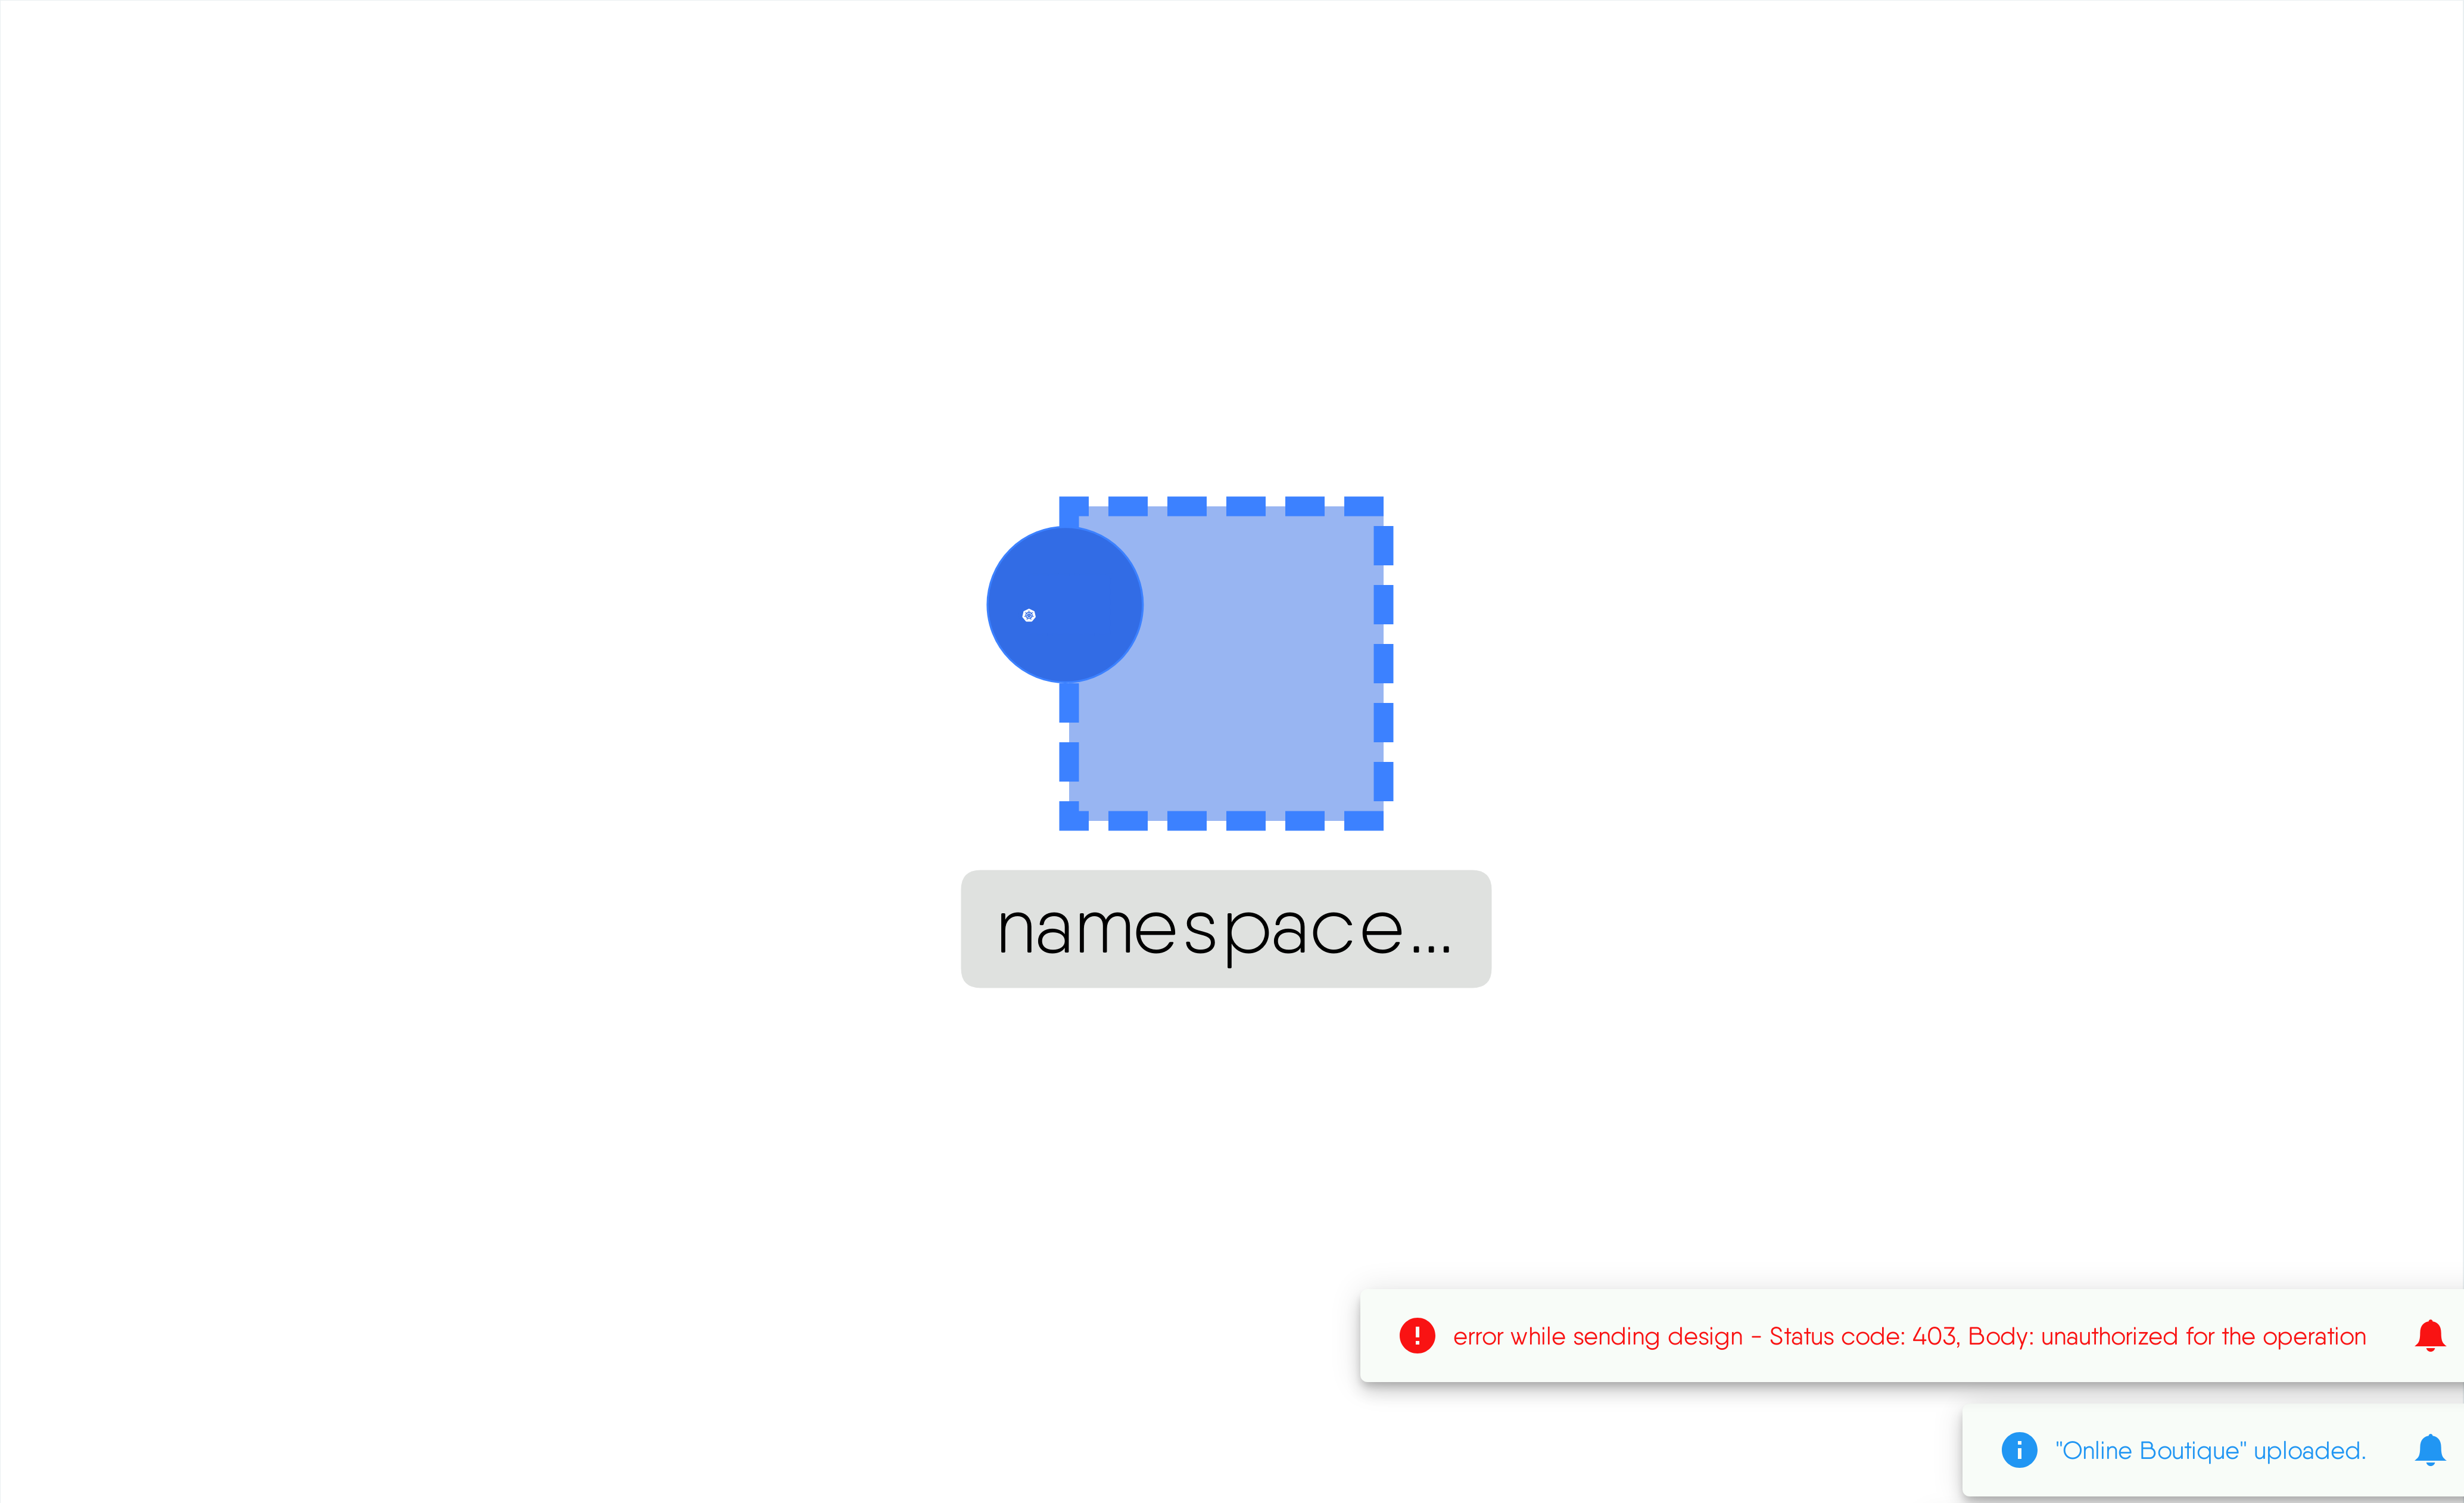 namespace...
error while sending design - Status code: 403, Body: unauthorized for the operation
"Online Boutique" uploaded.